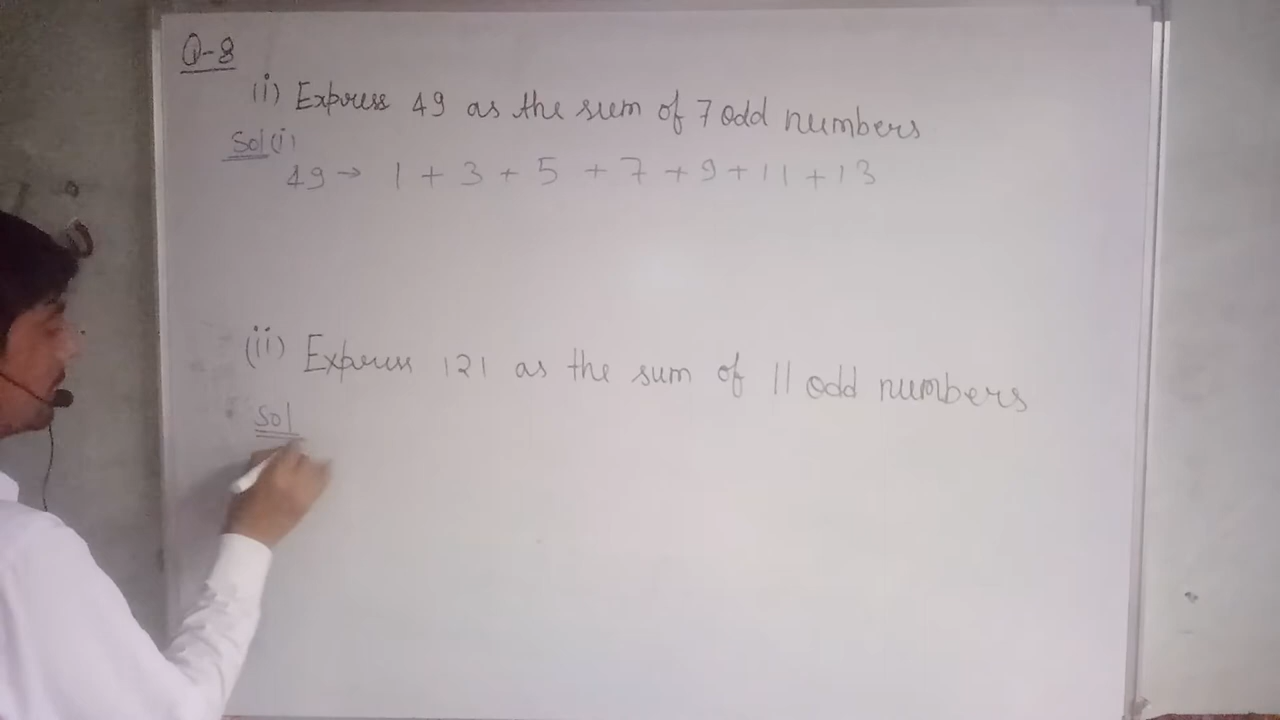 Q-8
(i) Express 49 as the sum of 7 odd numbers
Sol(i)
49 → 1 + 3 + 5 + 7 + 9 + 11 + 13
(ii) Express 121 as the sum of 11 odd numbers
Sol